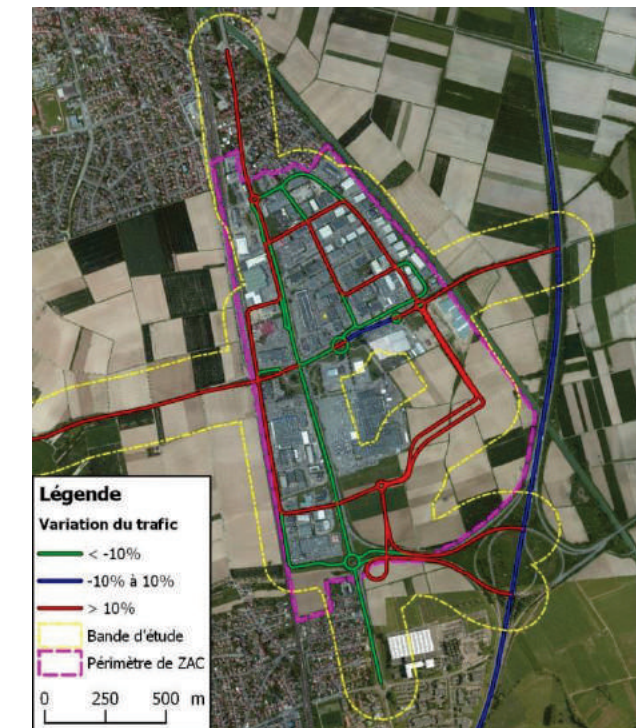 Légende
Variation du trafic
< -10%
-10% à 10%
> 10%
Bande d'étude
Périmètre de ZAC
0 250 500 m